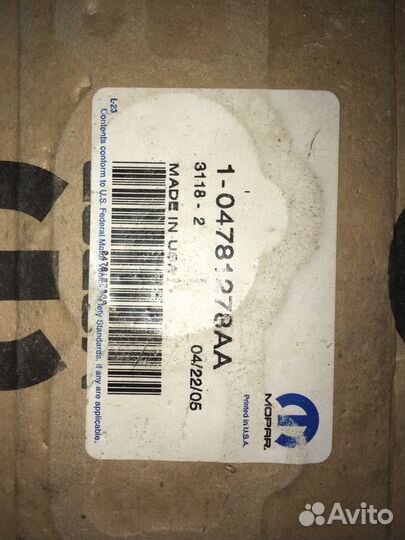 1-04781278AA
3118 - 2
MADE IN USA
04/22/05
MOPAR.
Printed in U.S.A.
L-23
Contents conform to U.S. Federal Motor Vehicle Safety Standards, if any are applicable.
Avito